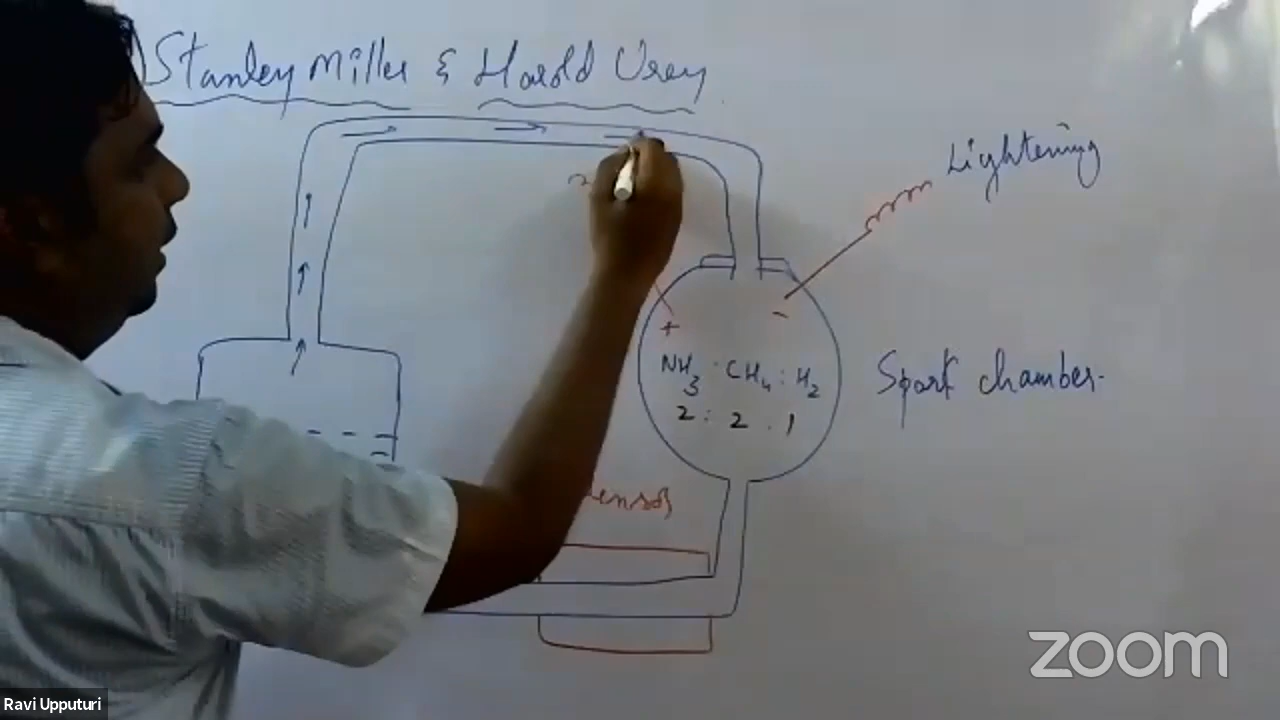 Stanley Miller & Harold Urey
Lightening
+ -
NH3 : CH4 : H2
2 : 2 : 1
Spark chamber
zoom
Ravi Upputuri